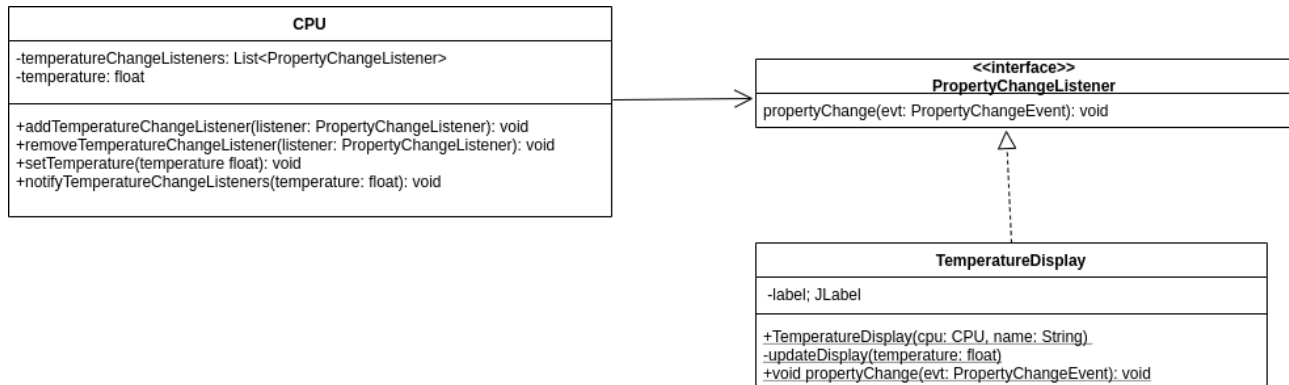 CPU
-temperatureChangeListeners: List<PropertyChangeListener>
-temperature: float
+addTemperatureChangeListener(listener: PropertyChangeListener): void
+removeTemperatureChangeListener(listener: PropertyChangeListener): void
+setTemperature(temperature float): void
+notifyTemperatureChangeListeners(temperature: float): void
<<interface>>
PropertyChangeListener
propertyChange(evt: PropertyChangeEvent): void
TemperatureDisplay
-label; JLabel
+TemperatureDisplay(cpu: CPU, name: String)
-updateDisplay(temperature: float)
+void propertyChange(evt: PropertyChangeEvent): void